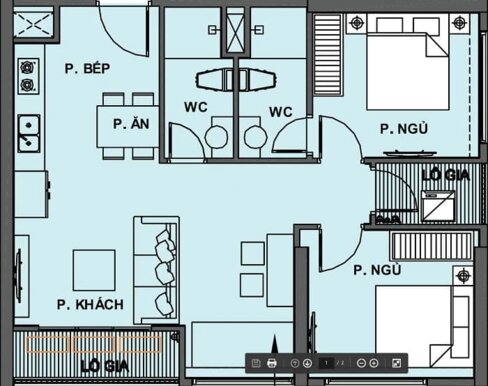 P. BẾP
P. ĂN
WC
WC
P. NGỦ
LÔ GIA
P. NGỦ
P. KHÁCH
LÔ GIA
1 / 2